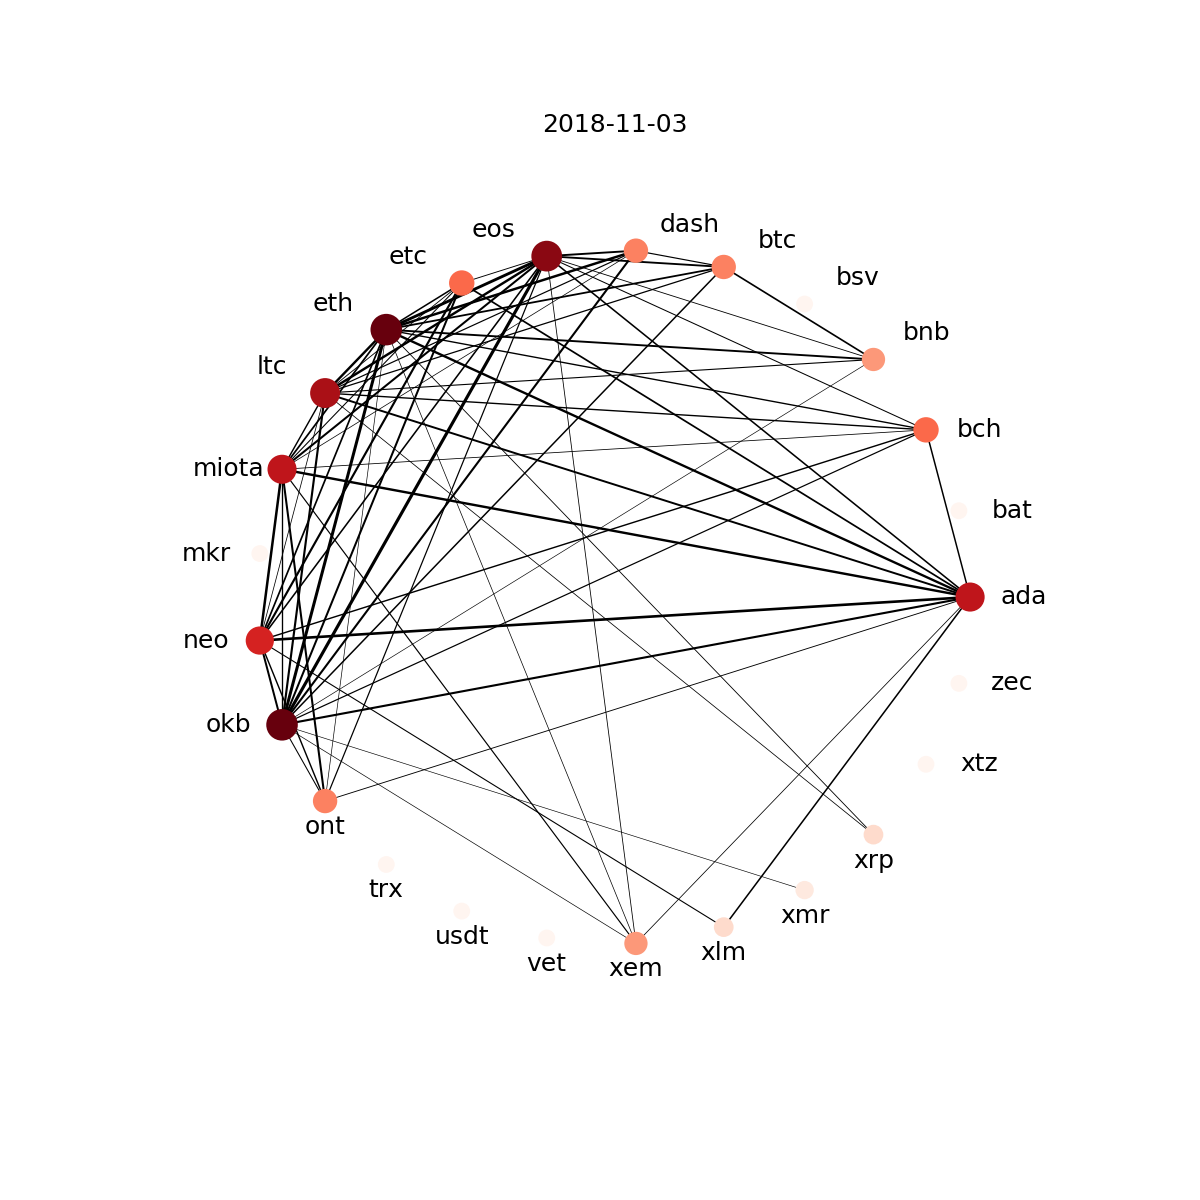 2018-11-03
dash
eos
btc
etc
bsv
eth
bnb
ltc
bch
miota
bat
mkr
ada
neo
zec
okb
xtz
ont
xrp
trx
xmr
usdt
xlm
vet
xem